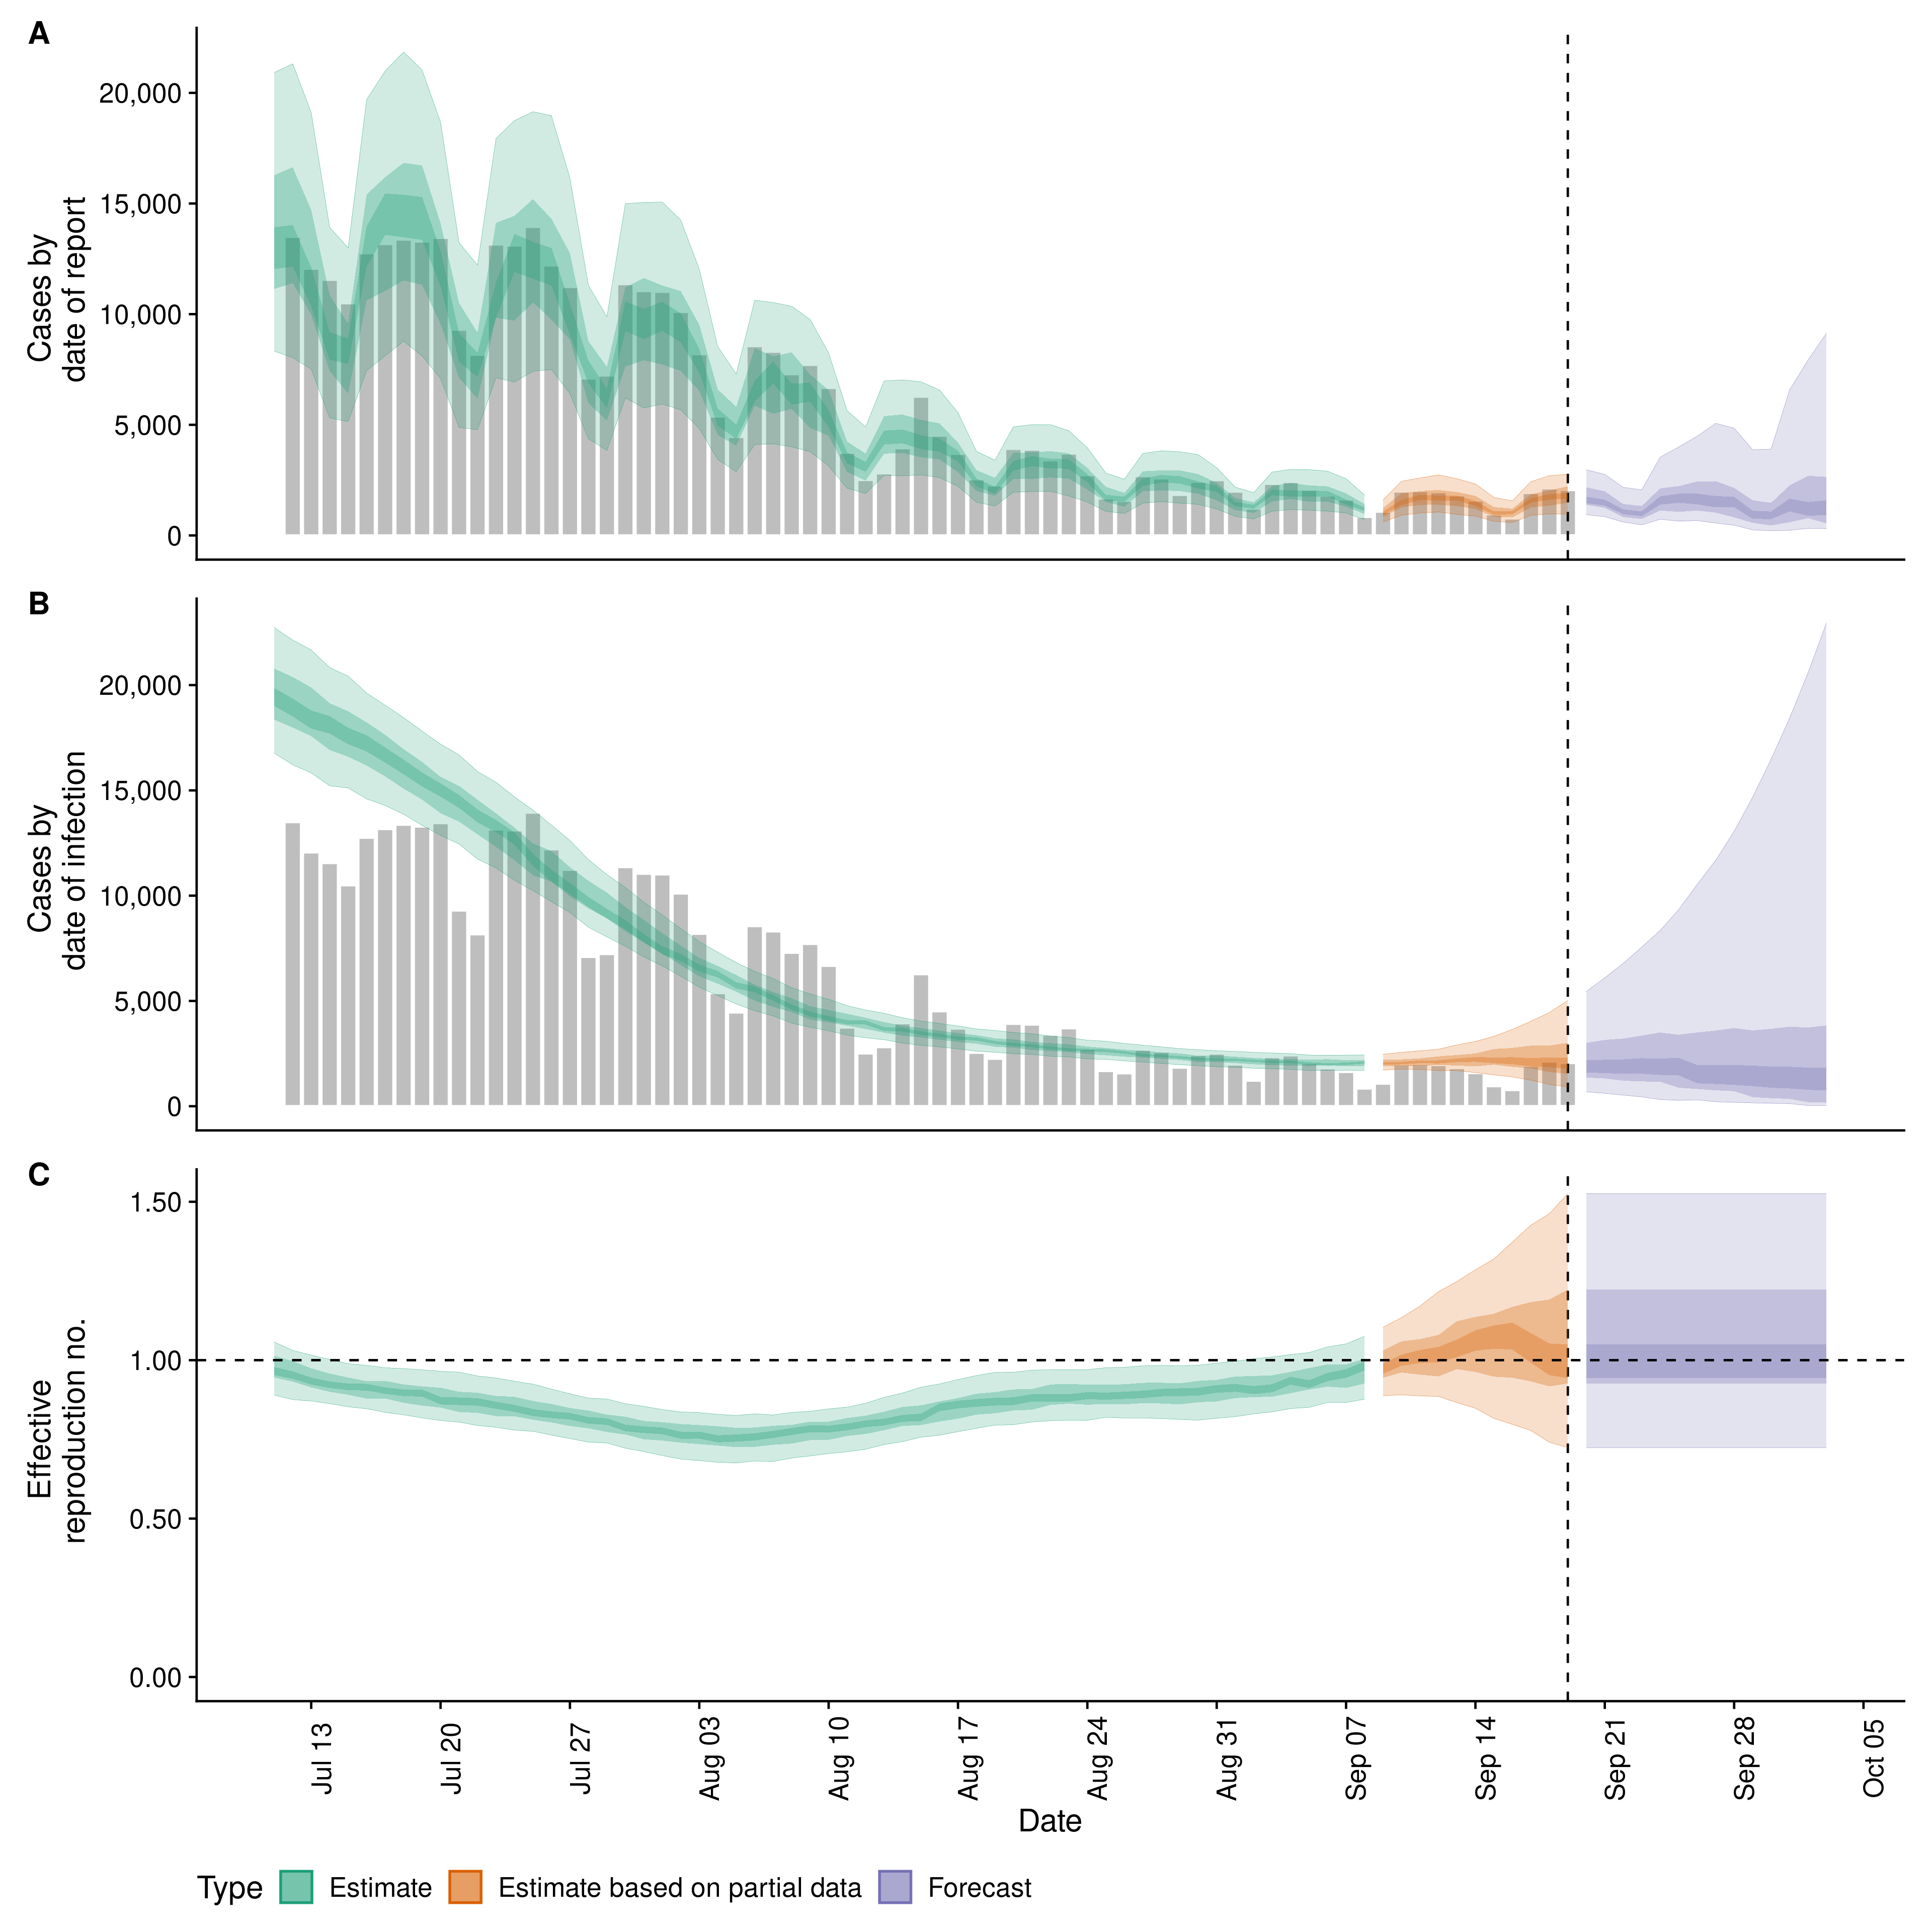 A
Cases by
date of report
20,000
15,000
10,000
5,000
0
B
Cases by
date of infection
20,000
15,000
10,000
5,000
0
C
Effective
reproduction no.
1.50
1.00
0.50
0.00
Jul 13
Jul 20
Jul 27
Aug 03
Aug 10
Aug 17
Aug 24
Aug 31
Sep 07
Sep 14
Sep 21
Sep 28
Oct 05
Date
Type Estimate Estimate based on partial data Forecast